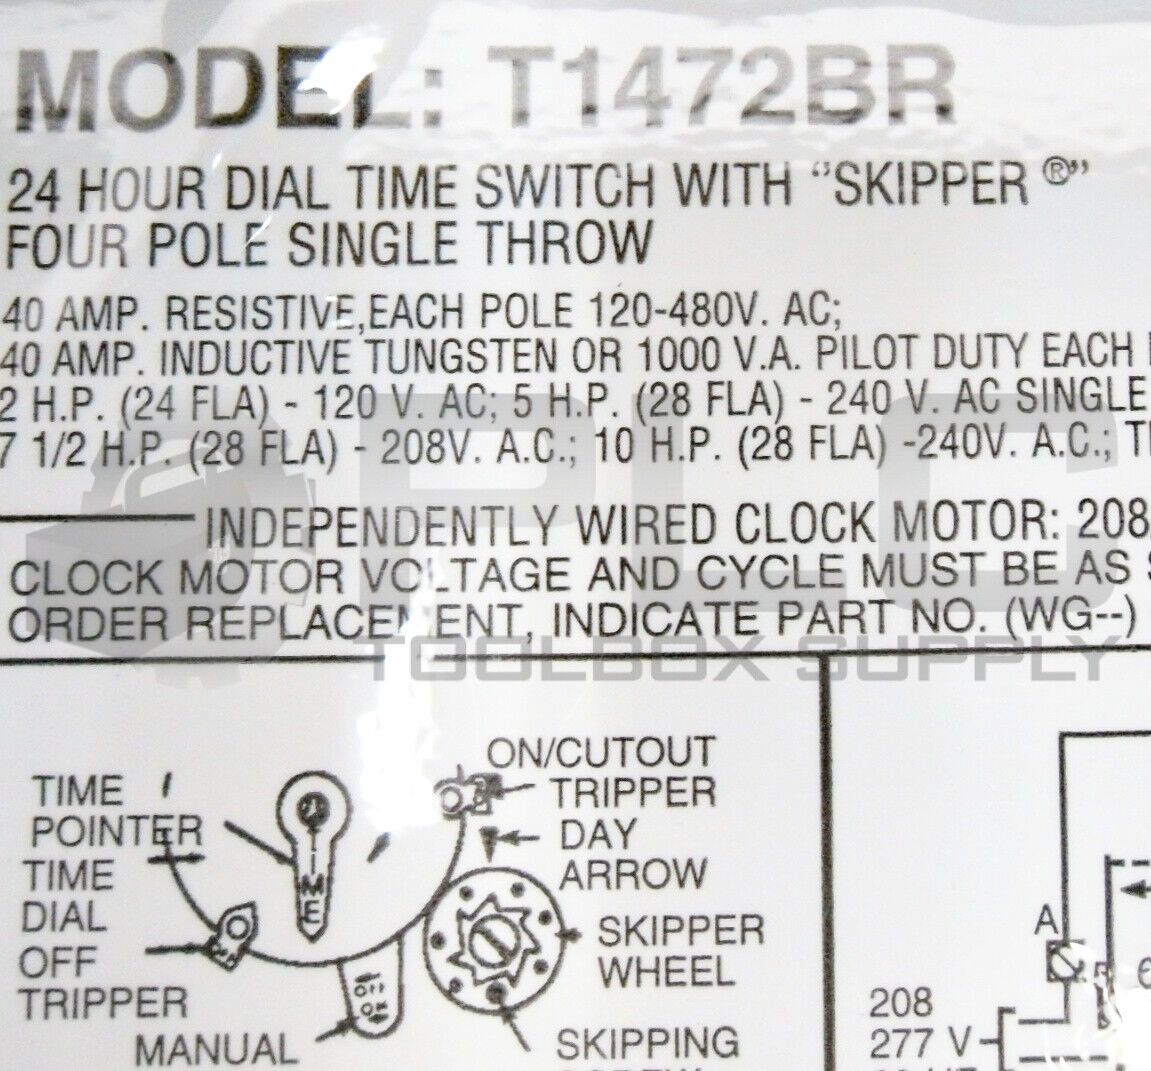 MODEL: T1472BR
24 HOUR DIAL TIME SWITCH WITH “SKIPPER ®”
FOUR POLE SINGLE THROW
40 AMP. RESISTIVE,EACH POLE 120-480V. AC;
40 AMP. INDUCTIVE TUNGSTEN OR 1000 V.A. PILOT DUTY EACH
2 H.P. (24 FLA) - 120 V. AC; 5 H.P. (28 FLA) - 240 V. AC SINGLE
7 1/2 H.P. (28 FLA) - 208V. A.C.; 10 H.P. (28 FLA) -240V. A.C.;
INDEPENDENTLY WIRED CLOCK MOTOR: 208
CLOCK MOTOR VOLTAGE AND CYCLE MUST BE AS
ORDER REPLACEMENT, INDICATE PART NO. (WG--)
PLC
TOOLBOX SUPPLY
ON/CUTOUT
TRIPPER
DAY
ARROW
SKIPPER
WHEEL
SKIPPING
TIME
POINTER
TIME
DIAL
OFF
TRIPPER
MANUAL
TIME
OFF
ON
A
208
277 V